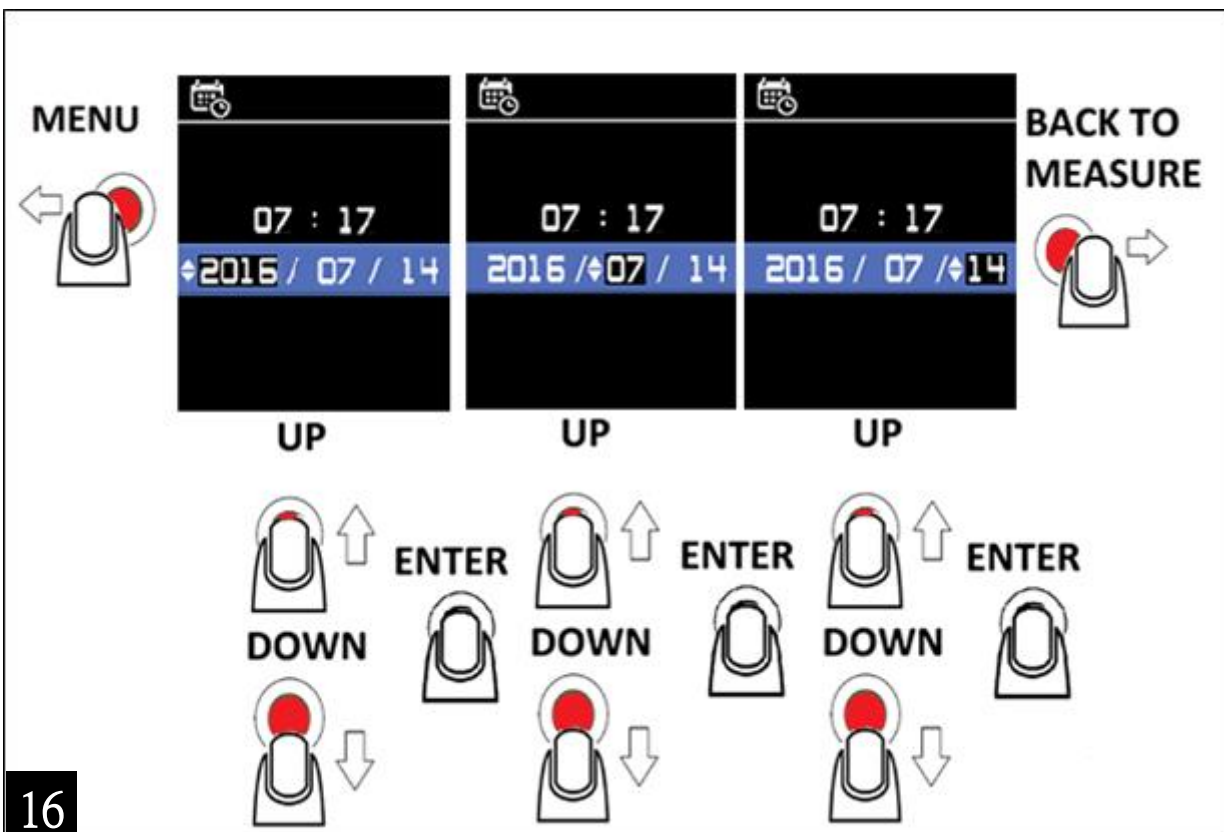 MENU
07 : 17
2016 / 07 / 14
07 : 17
2016 / 07 / 14
07 : 17
2016 / 07 / 14
BACK TO
MEASURE
UP
UP
UP
ENTER
ENTER
ENTER
DOWN
DOWN
DOWN
16